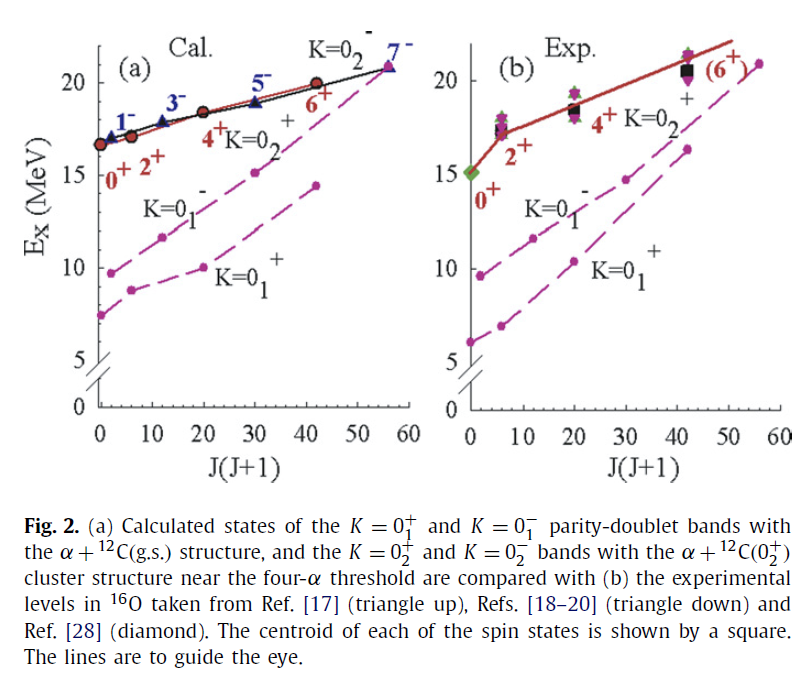 (a) Cal.
K=0₂⁻
7⁻
1⁻
3⁻
5⁻
0⁺ 2⁺
4⁺
6⁺
K=0₂⁺
K=0₁⁻
K=0₁⁺
Eₓ (MeV)
20
15
10
5
0
0 10 20 30 40 50 60
J(J+1)
(b) Exp.
0⁺
2⁺
4⁺
(6⁺)
K=0₂⁺
K=0₁⁻
K=0₁⁺
20
15
10
5
0
0 10 20 30 40 50 60
J(J+1)
Fig. 2. (a) Calculated states of the K = 0₁⁺ and K = 0₁⁻ parity-doublet bands with
the α + ¹²C(g.s.) structure, and the K = 0₂⁺ and K = 0₂⁻ bands with the α + ¹²C(0₂⁺)
cluster structure near the four-α threshold are compared with (b) the experimental
levels in ¹⁶O taken from Ref. [17] (triangle up), Refs. [18–20] (triangle down) and
Ref. [28] (diamond). The centroid of each of the spin states is shown by a square.
The lines are to guide the eye.